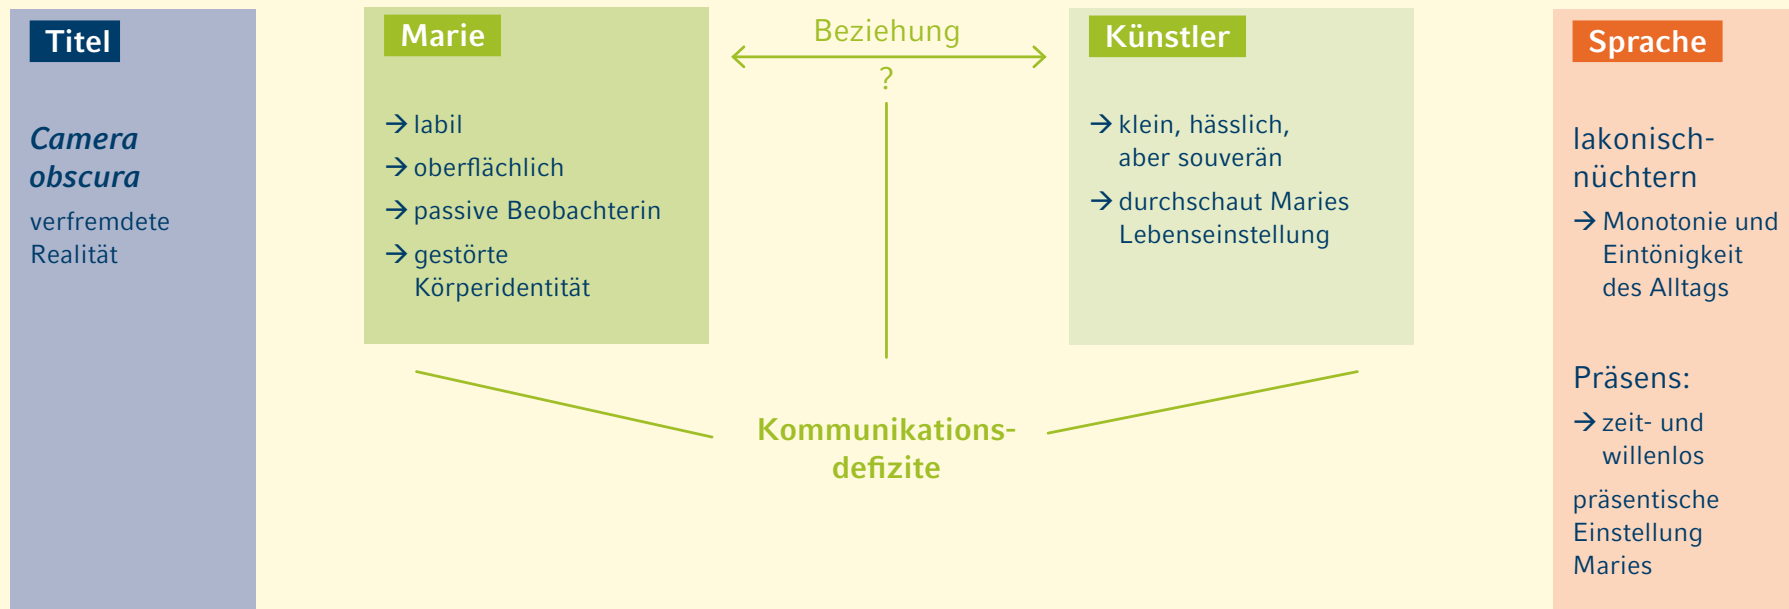 Titel
Camera
obscura
verfremdete
Realität
Marie
→ labil
→ oberflächlich
→ passive Beobachterin
→ gestörte
Körperidentität
Beziehung
?
Künstler
→ klein, hässlich,
aber souverän
→ durchschaut Maries
Lebenseinstellung
Kommunikations-
defizite
Sprache
lakonisch-
nüchtern
→ Monotonie und
Eintönigkeit
des Alltags
Präsens:
→ zeit- und
willenlos
präsentische
Einstellung
Maries